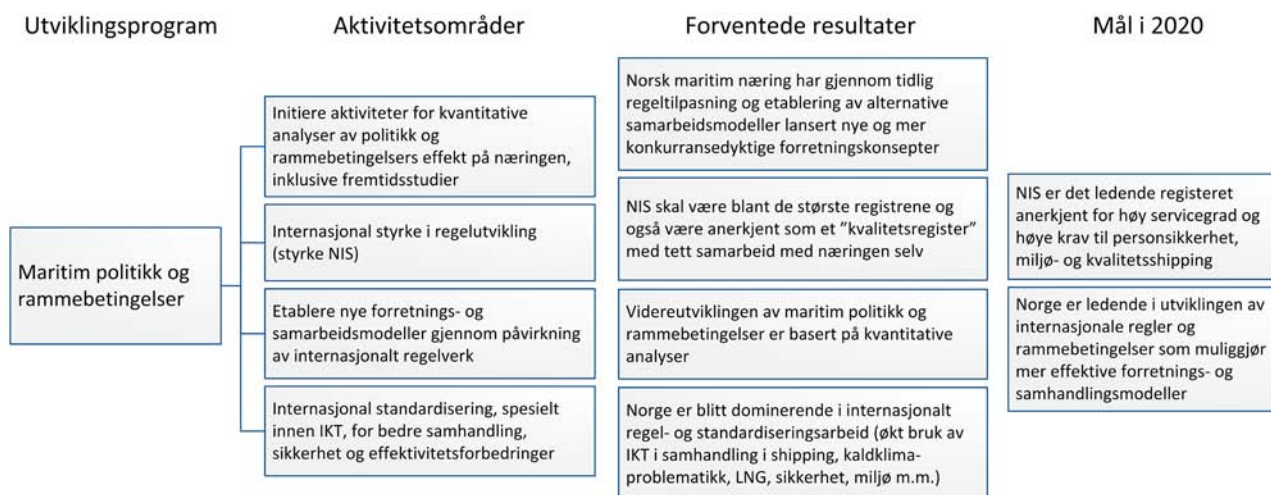 Utviklingsprogram
Aktivitetsområder
Forventede resultater
Mål i 2020
Maritim politikk og
rammebetingelser
Initiere aktiviteter for kvantitative
analyser av politikk og
rammebetingelsers effekt på næringen,
inklusive fremtidsstudier
Internasjonal styrke i regelutvikling
(styrke NIS)
Etablere nye forretnings- og
samarbeidsmodeller gjennom påvirkning
av internasjonalt regelverk
Internasjonal standardisering, spesielt
innen IKT, for bedre samhandling,
sikkerhet og effektivitetsforbedringer
Norsk maritim næring har gjennom tidlig
regeltilpasning og etablering av alternative
samarbeidsmodeller lansert nye og mer
konkurransedyktige forretningskonsepter
NIS skal være blant de største registrene og
også være anerkjent som et ”kvalitetsregister”
med tett samarbeid med næringen selv
Videreutviklingen av maritim politikk og
rammebetingelser er basert på kvantitative
analyser
Norge er blitt dominerende i internasjonalt
regel- og standardiseringsarbeid (økt bruk av
IKT i samhandling i shipping, kaldklima-
problematikk, LNG, sikkerhet, miljø m.m.)
NIS er det ledende registeret
anerkjent for høy servicegrad og
høye krav til personsikkerhet,
miljø- og kvalitetsshipping
Norge er ledende i utviklingen av
internasjonale regler og
rammebetingelser som muliggjør
mer effektive forretnings- og
samhandlingsmodeller